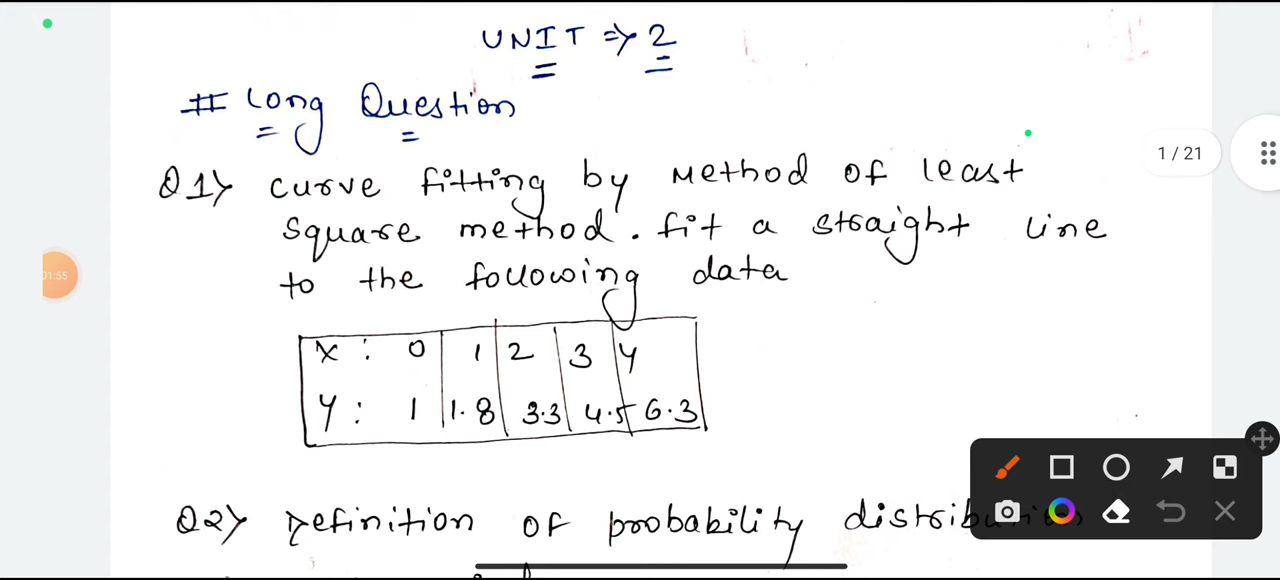 UNIT ⇒ 2
# Long Question
1 / 21
Q1> curve fitting by Method of least
square method. fit a straight line
to the following data
01:55
X : 0 1 2 3 4
Y : 1 1.8 3.3 4.5 6.3
Q2> Definition of probability